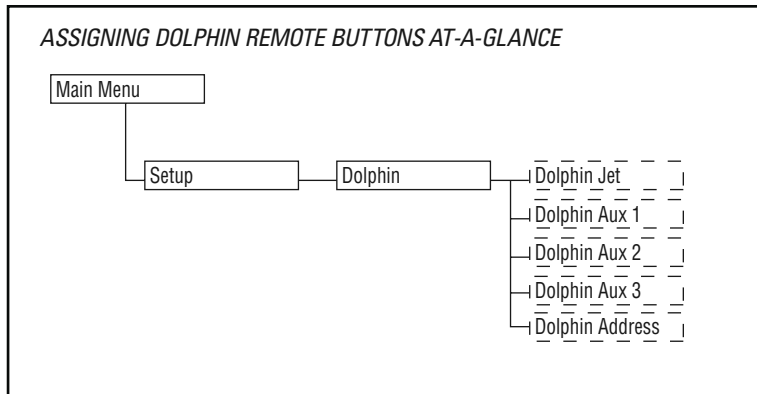 ASSIGNING DOLPHIN REMOTE BUTTONS AT-A-GLANCE
Main Menu
Setup
Dolphin
Dolphin Jet
Dolphin Aux 1
Dolphin Aux 2
Dolphin Aux 3
Dolphin Address